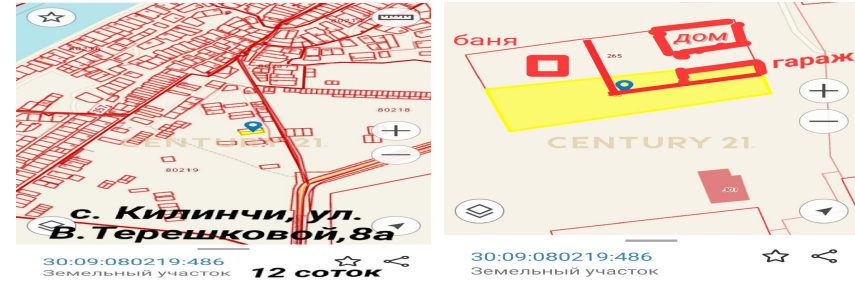 80218
80219
CENTURY 21.
с. Килинчи, ул.
В.Терешковой,8а
30:09:080219:486
Земельный участок
12 соток
баня
дом
265
гараж
CENTURY 21.
30:09:080219:486
Земельный участок